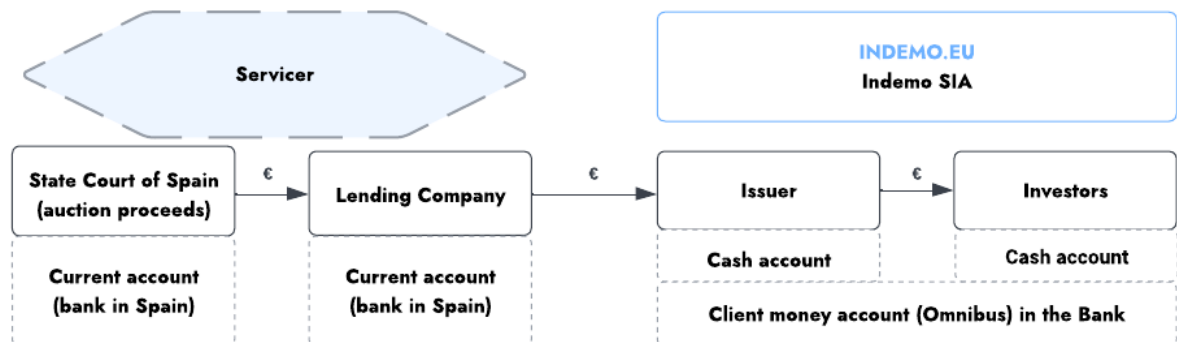 Servicer
INDEMO.EU
Indemo SIA
State Court of Spain
(auction proceeds)
€
Lending Company
€
Issuer
€
Investors
Current account
(bank in Spain)
Current account
(bank in Spain)
Cash account
Cash account
Client money account (Omnibus) in the Bank